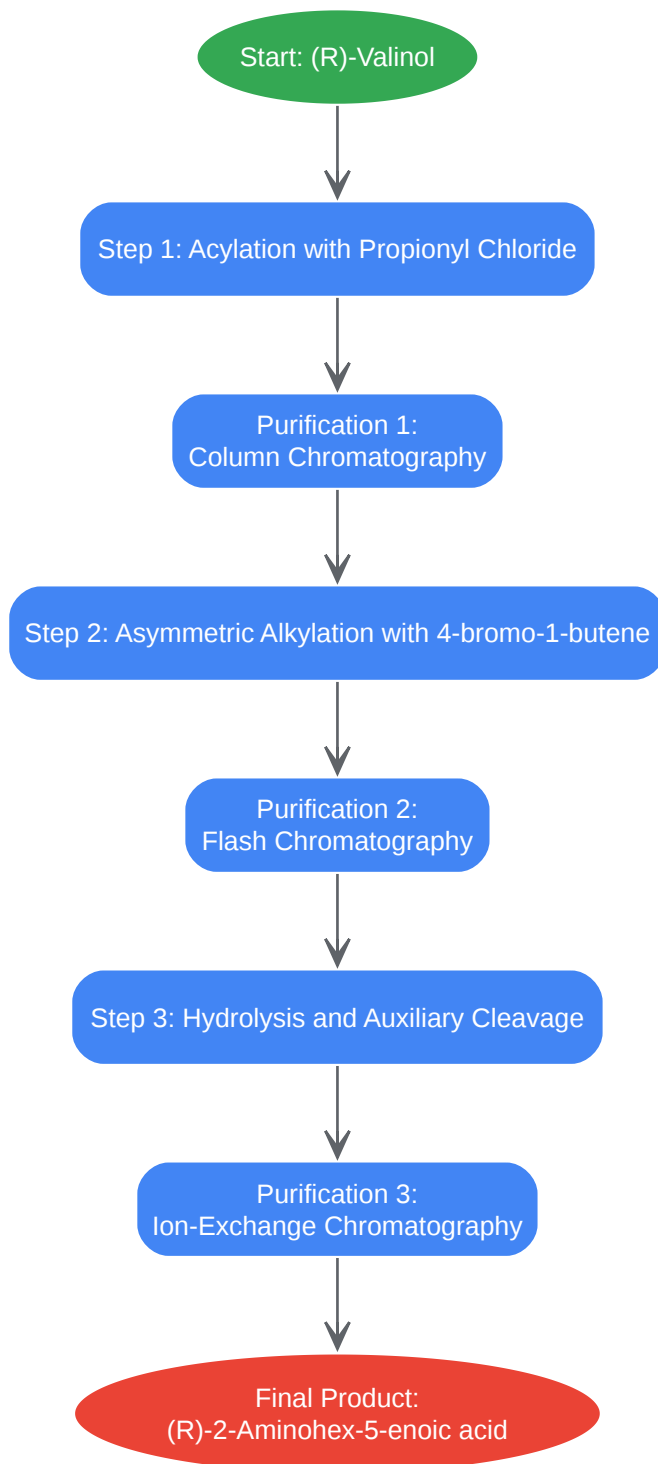 Start: (R)-Valinol
Step 1: Acylation with Propionyl Chloride
Purification 1:
Column Chromatography
Step 2: Asymmetric Alkylation with 4-bromo-1-butene
Purification 2:
Flash Chromatography
Step 3: Hydrolysis and Auxiliary Cleavage
Purification 3:
Ion-Exchange Chromatography
Final Product:
(R)-2-Aminohex-5-enoic acid